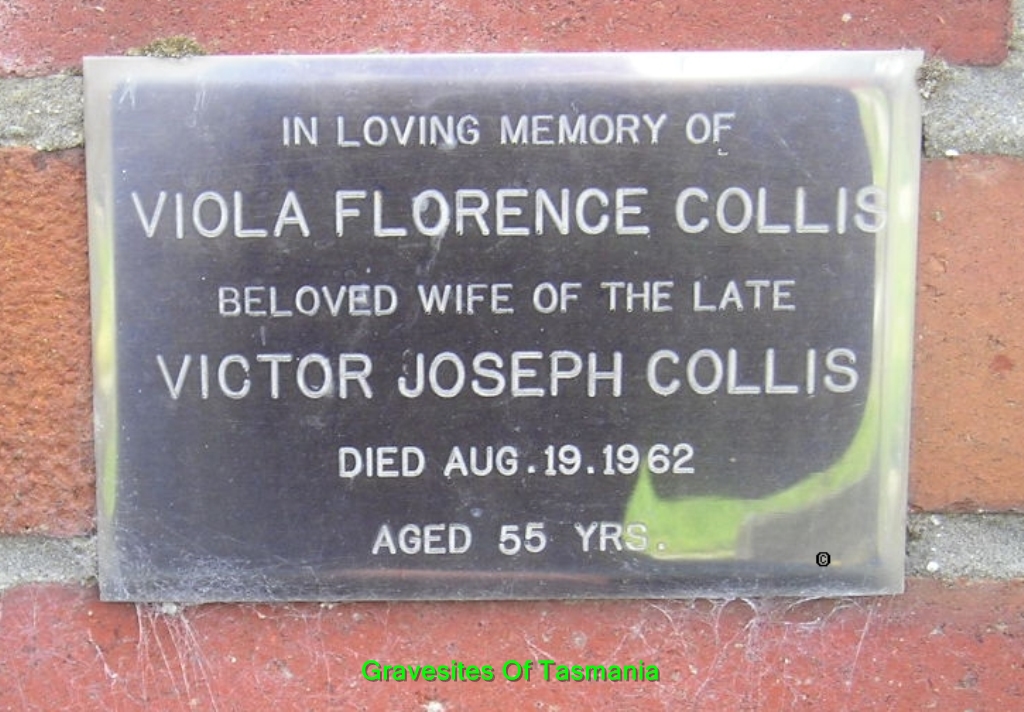 IN LOVING MEMORY OF
VIOLA FLORENCE COLLIS
BELOVED WIFE OF THE LATE
VICTOR JOSEPH COLLIS
DIED AUG.19.1962
AGED 55 YRS.
©
Gravesites Of Tasmania